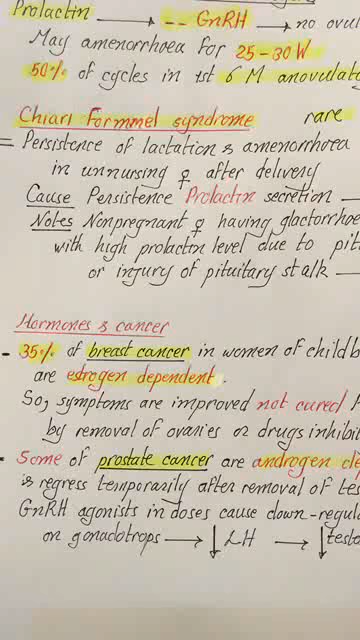 Prolactin → -- GnRH → no ovul
May amenorrhoea for 25-30 W
50% of cycles in 1st 6 M anovulate
Chiari Formmel syndrome rare
= Persistence of lactation & amenorrhoea
in unnursing ♀ after delivery
Cause Persistence Prolactin secretion
Notes Nonpregnant ♀ having glactorrhoe
with high prolactin level due to pit
or injury of pituitary stalk
Hormones & cancer
- 35% of breast cancer in women of childb
are estrogen dependent.
So, symptoms are improved not cured
by removal of ovaries or drugs inhibit
• Some of prostate cancer are androgen de
is regress temporarily after removal of tes
GnRH agonists in doses cause down-regul
on gonadotrops → ↓ LH → ↓ testo